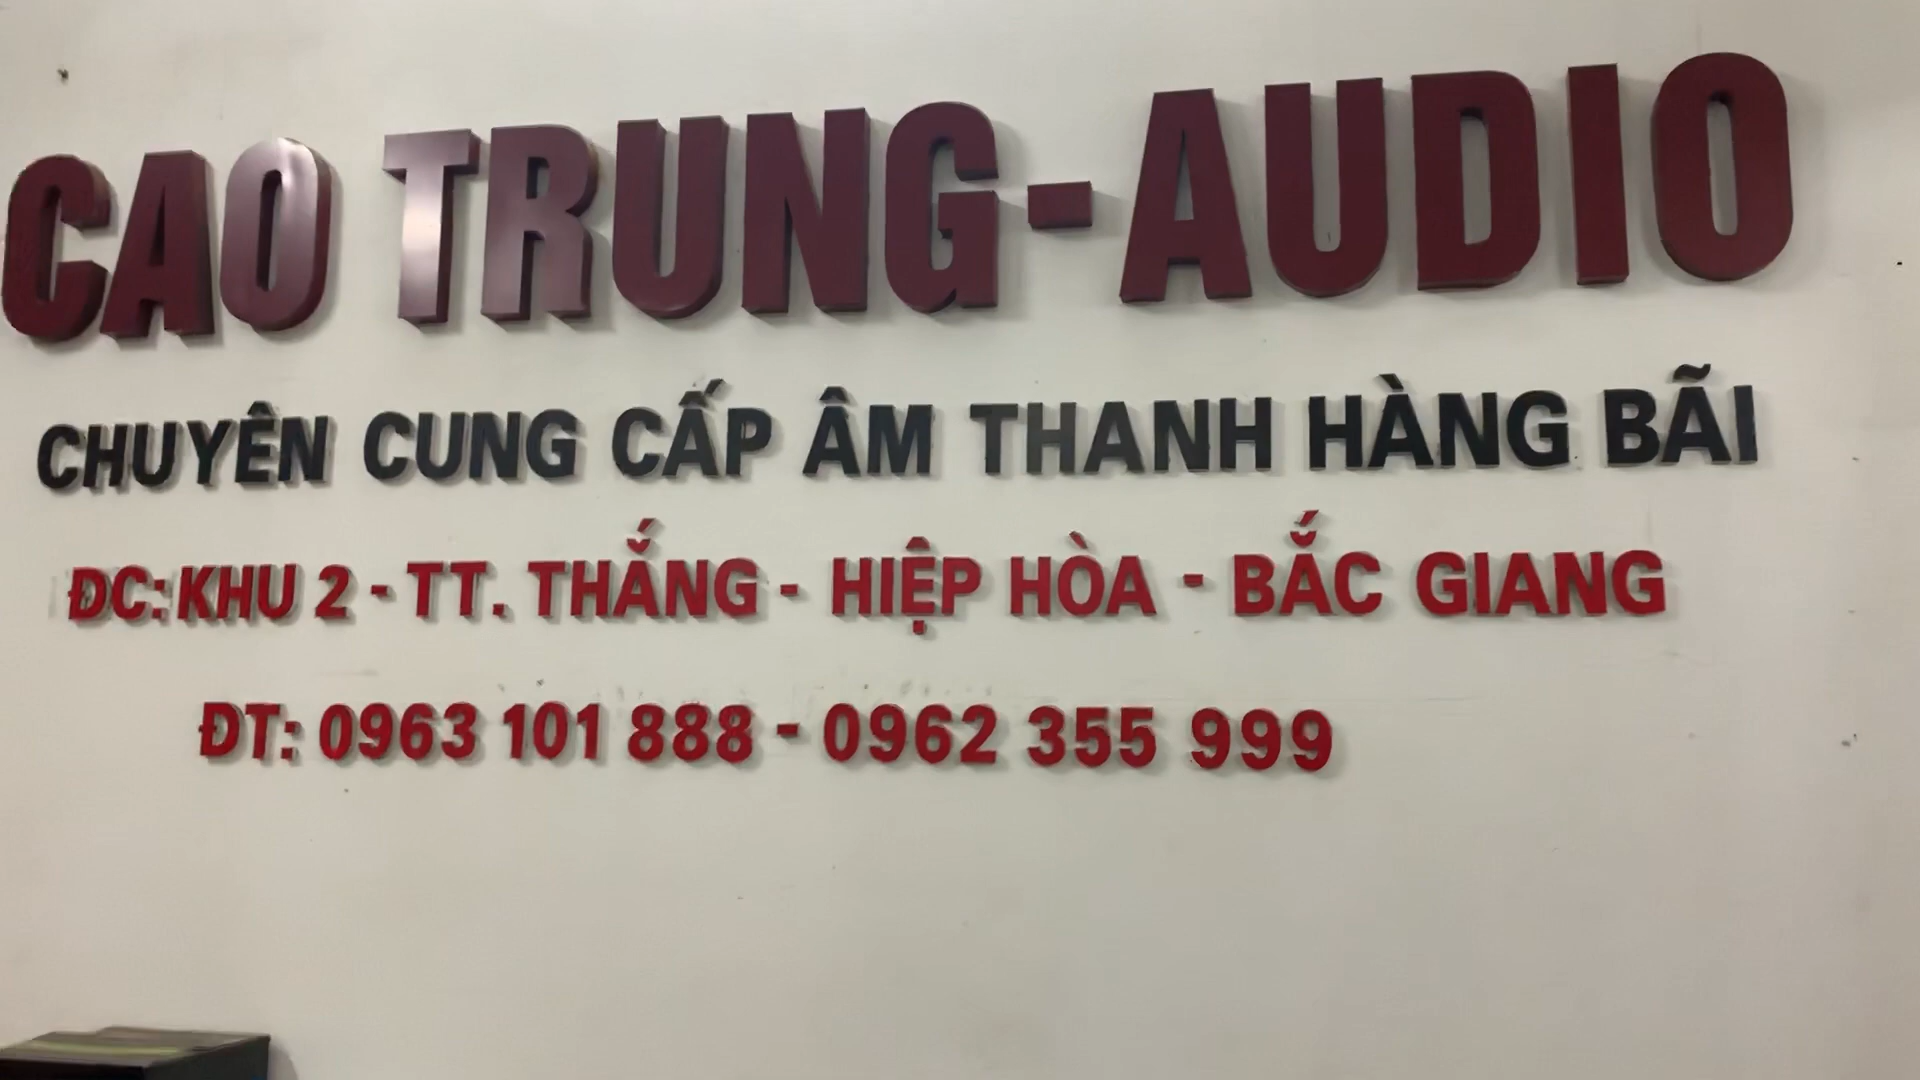 CAO TRUNG-AUDIO
CHUYÊN CUNG CẤP ÂM THANH HÀNG BÃI
ĐC: KHU 2 - TT. THẮNG - HIỆP HÒA - BẮC GIANG
ĐT: 0963 101 888 - 0962 355 999